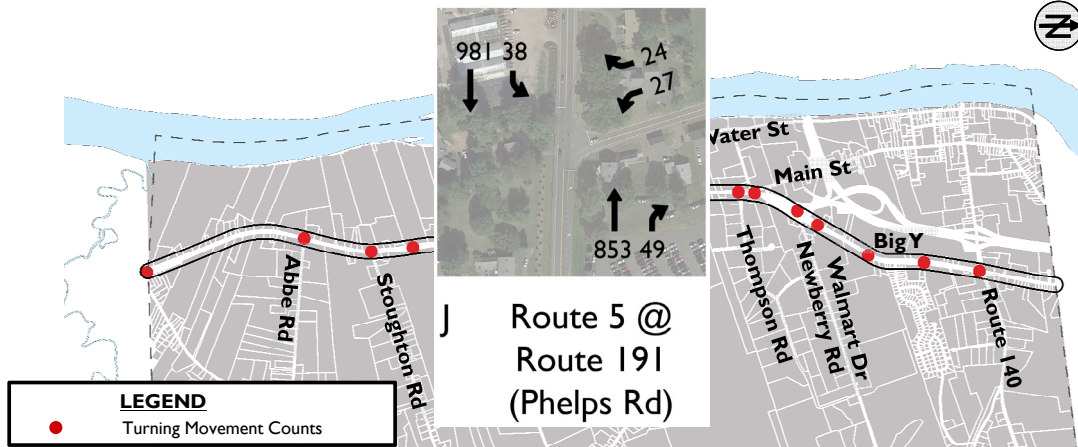 981 38
24
27
853 49
J
Route 5 @
Route 191
(Phelps Rd)
Abbe Rd
Stoughton Rd
Water St
Main St
Thompson Rd
Newberry Rd
Walmart Dr
Big Y
Route 140
N
LEGEND
Turning Movement Counts